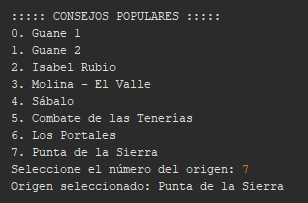 ::::: CONSEJOS POPULARES :::::
0. Guane 1
1. Guane 2
2. Isabel Rubio
3. Molina - El Valle
4. Sábalo
5. Combate de las Tenerías
6. Los Portales
7. Punta de la Sierra
Seleccione el número del origen: 7
Origen seleccionado: Punta de la Sierra